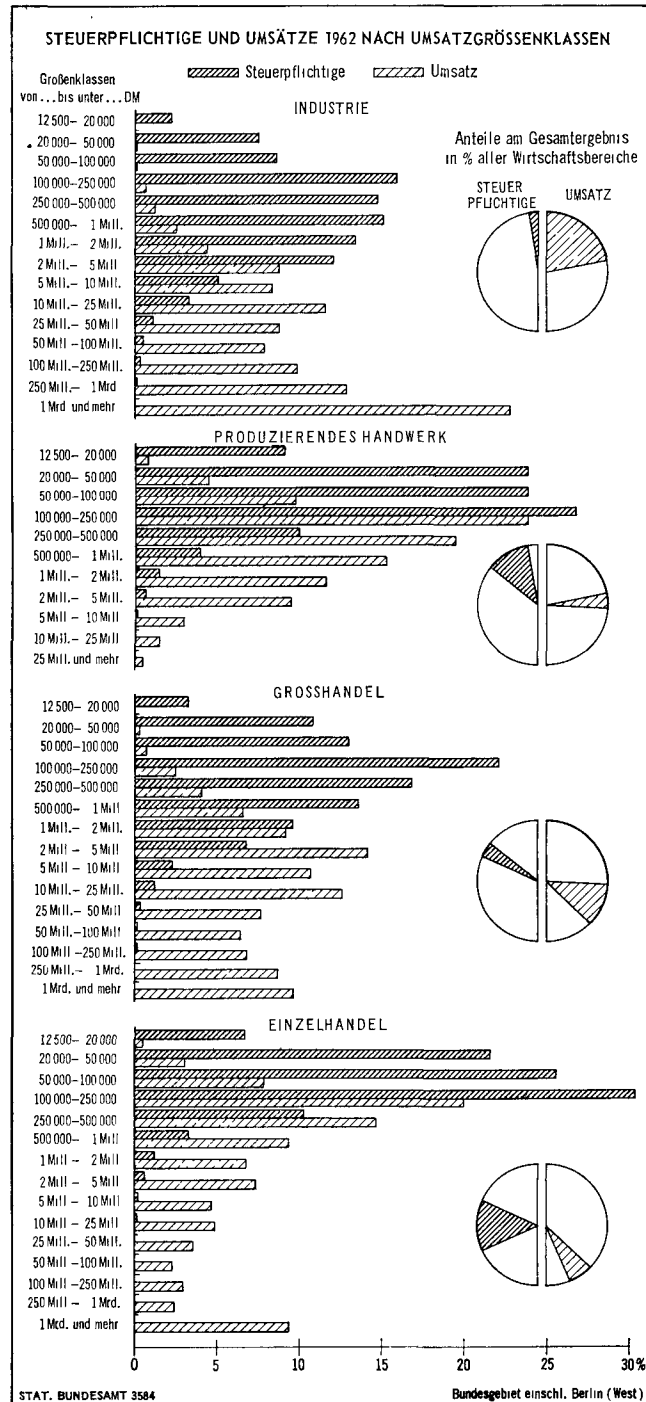 STEUERPFLICHTIGE UND UMSÄTZE 1962 NACH UMSATZGRÖSSENKLASSEN
Steuerpflichtige Umsatz
Großenklassen
von ... bis unter ... DM
INDUSTRIE
12 500 – 20 000
20 000 – 50 000
50 000 – 100 000
100 000 – 250 000
250 000 – 500 000
500 000 – 1 Mill.
1 Mill. – 2 Mill.
2 Mill. – 5 Mill
5 Mill. – 10 Mill.
10 Mill. – 25 Mill.
25 Mill. – 50 Mill
50 Mill – 100 Mill.
100 Mill. – 250 Mill.
250 Mill. – 1 Mrd
1 Mrd und mehr
Anteile am Gesamtergebnis
in % aller Wirtschaftsbereiche
STEUER
PFLICHTIGE
UMSATZ
PRODUZIERENDES HANDWERK
12 500 – 20 000
20 000 – 50 000
50 000 – 100 000
100 000 – 250 000
250 000 – 500 000
500 000 – 1 Mill.
1 Mill. – 2 Mill.
2 Mill. – 5 Mill.
5 Mill – 10 Mill
10 Mill. – 25 Mill
25 Mill. und mehr
GROSSHANDEL
12 500 – 20 000
20 000 – 50 000
50 000 – 100 000
100 000 – 250 000
250 000 – 500 000
500 000 – 1 Mill
1 Mill. – 2 Mill.
2 Mill – 5 Mill
5 Mill – 10 Mill
10 Mill. – 25 Mill.
25 Mill. – 50 Mill
50 Mill. – 100 Mill
100 Mill – 250 Mill.
250 Mill. – 1 Mrd.
1 Mrd. und mehr
EINZELHANDEL
12 500 – 20 000
20 000 – 50 000
50 000 – 100 000
100 000 – 250 000
250 000 – 500 000
500 000 – 1 Mill
1 Mill – 2 Mill
2 Mill – 5 Mill
5 Mill – 10 Mill
10 Mill – 25 Mill
25 Mill – 50 Mill.
50 Mill – 100 Mill.
100 Mill – 250 Mill.
250 Mill – 1 Mrd.
1 Mrd. und mehr
0 5 10 15 20 25 30%
STAT. BUNDESAMT 3584
Bundesgebiet einschl. Berlin (West)